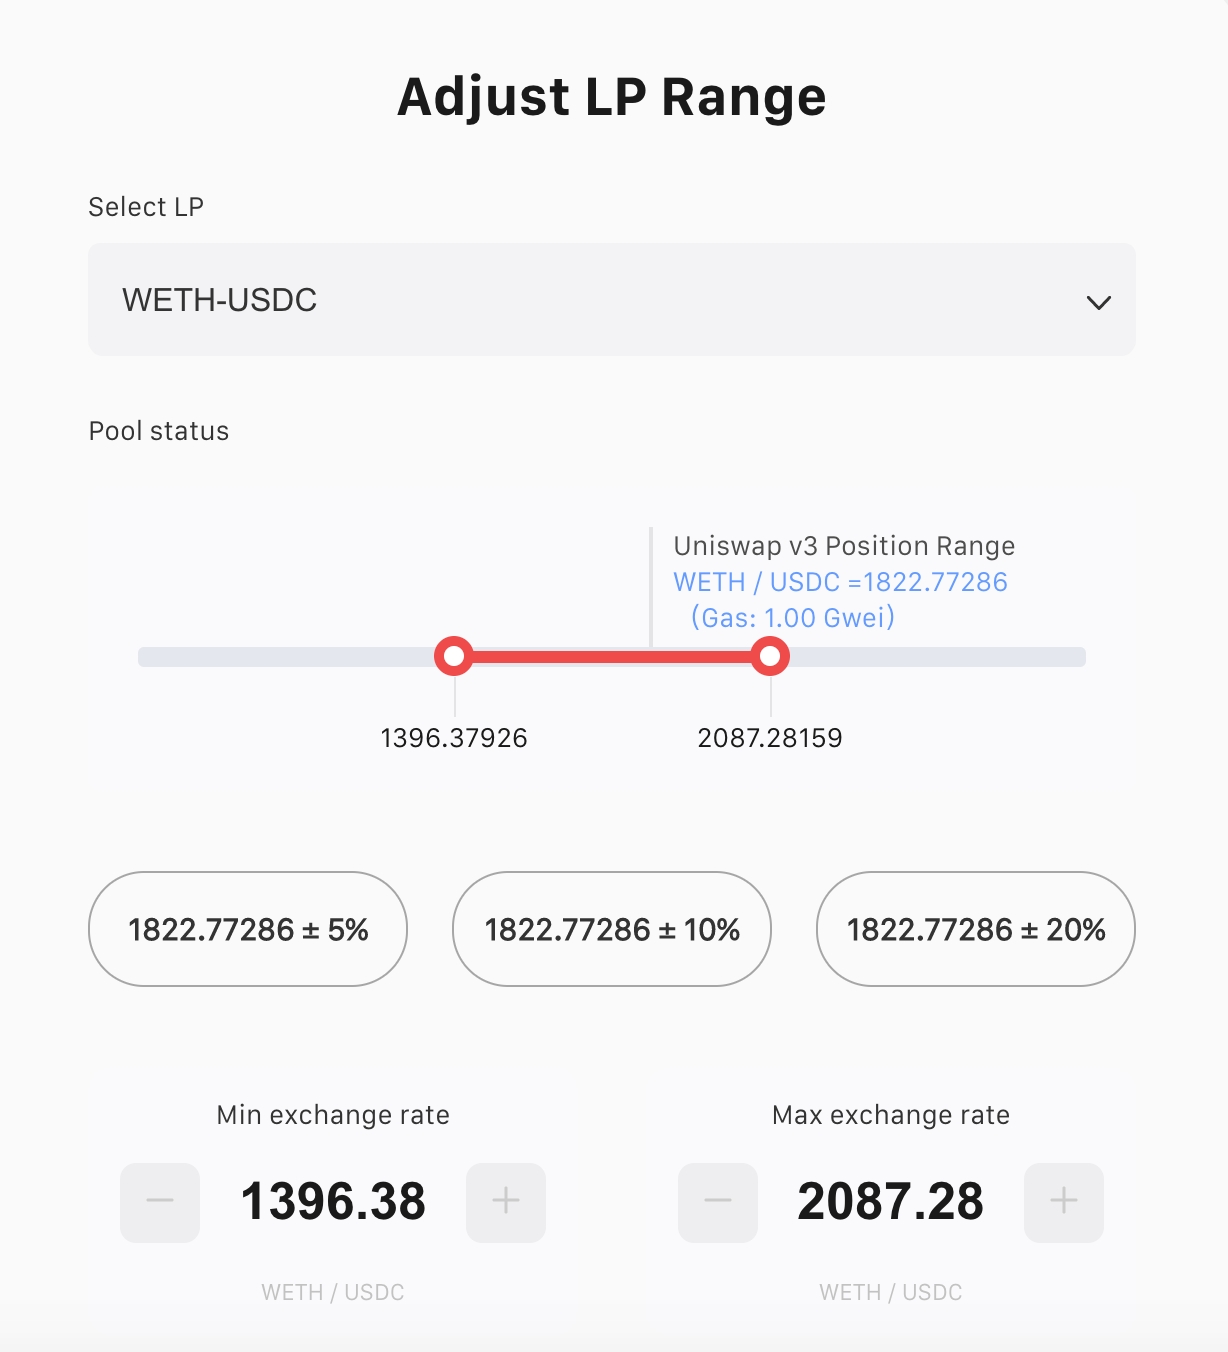 Adjust LP Range
Select LP
WETH-USDC
Pool status
Uniswap v3 Position Range
WETH / USDC =1822.77286
(Gas: 1.00 Gwei)
1396.37926
2087.28159
1822.77286 ± 5%
1822.77286 ± 10%
1822.77286 ± 20%
Min exchange rate
Max exchange rate
− 1396.38 +
− 2087.28 +
WETH / USDC
WETH / USDC